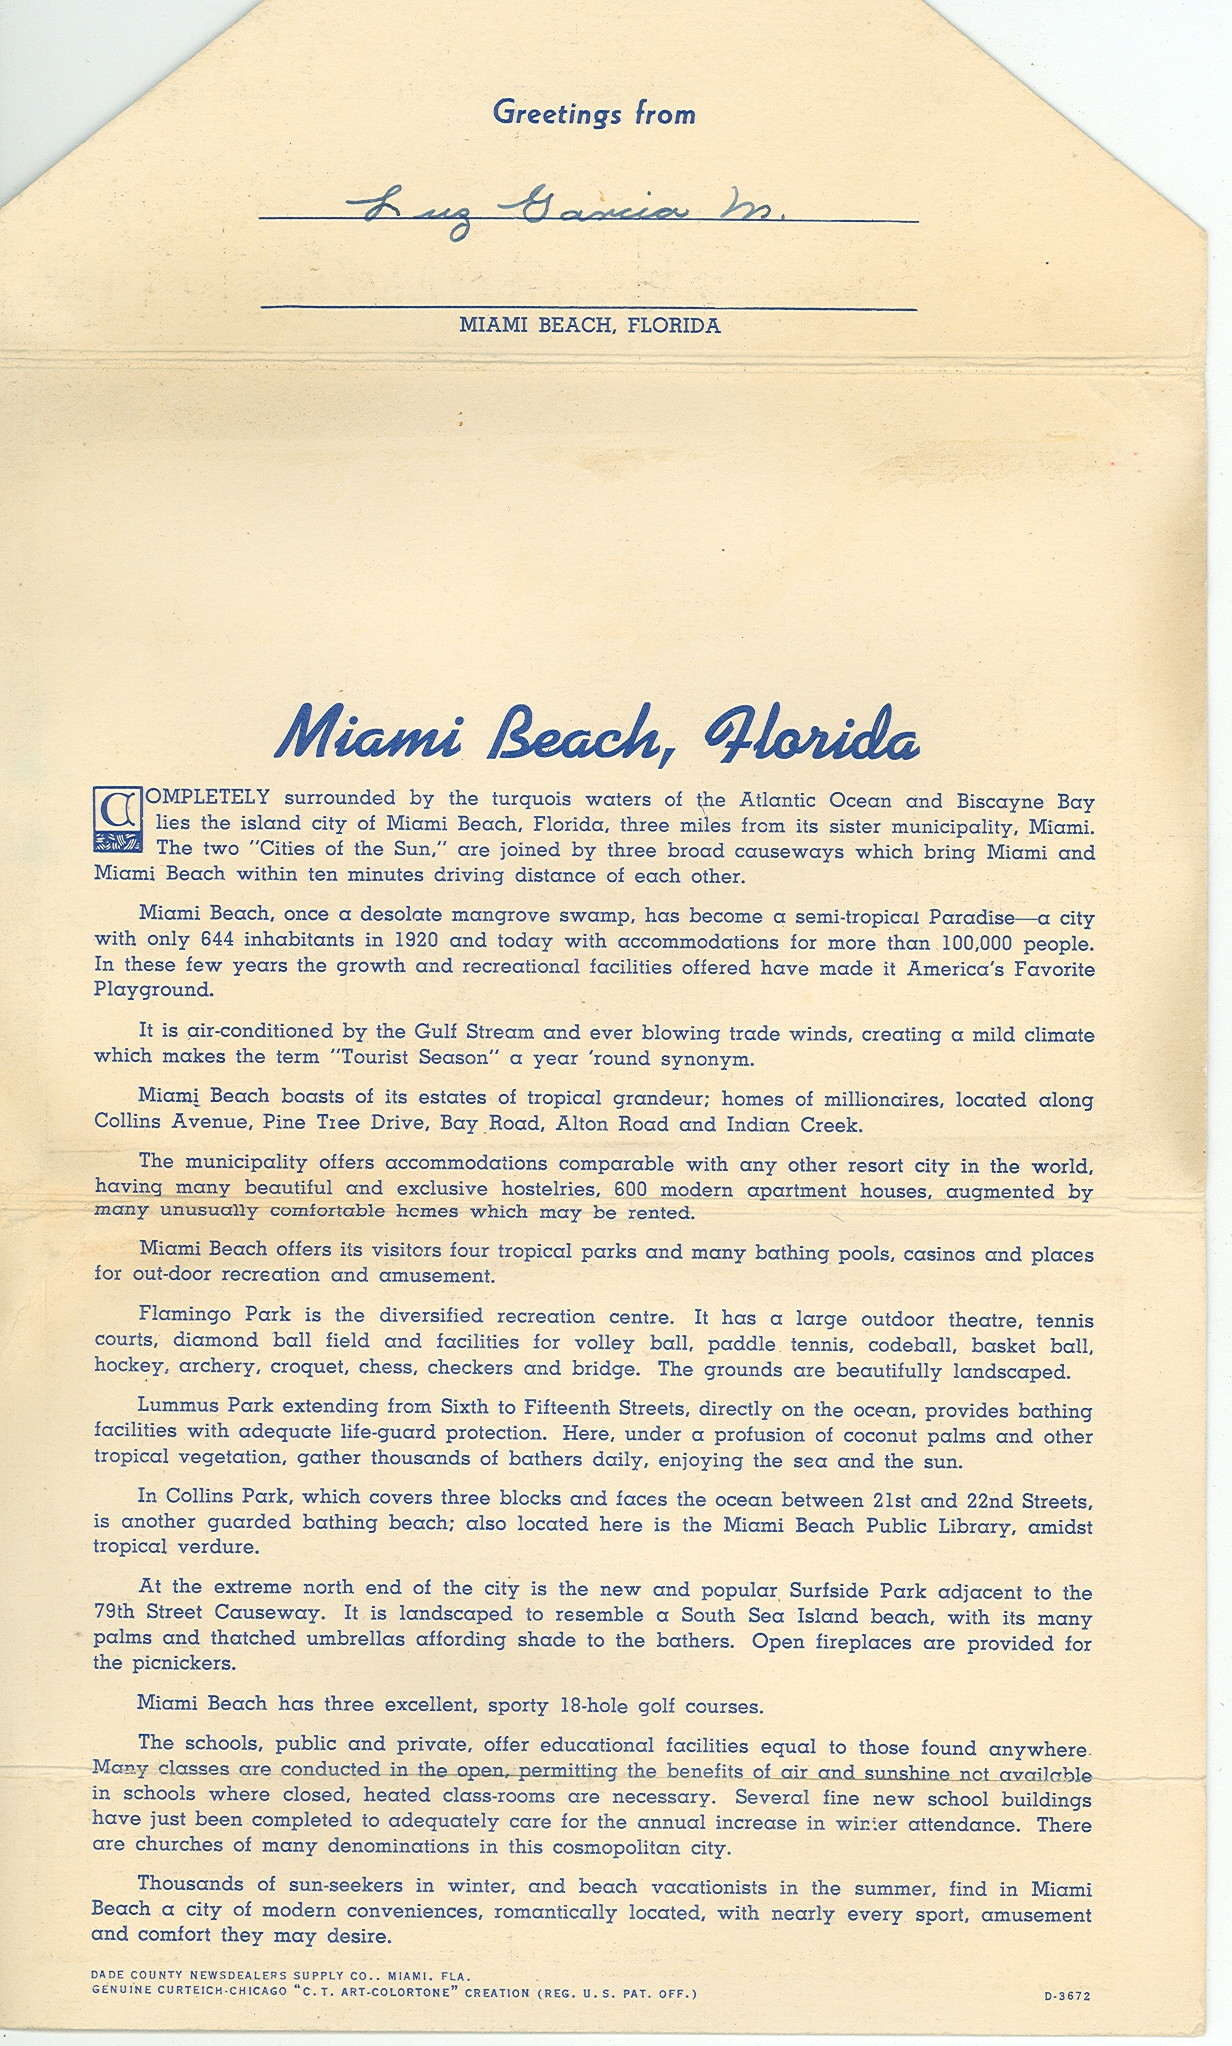 Greetings from
Luz Garcia M.
MIAMI BEACH, FLORIDA
Miami Beach, Florida
COMPLETELY surrounded by the turquois waters of the Atlantic Ocean and Biscayne Bay
lies the island city of Miami Beach, Florida, three miles from its sister municipality, Miami.
The two "Cities of the Sun," are joined by three broad causeways which bring Miami and
Miami Beach within ten minutes driving distance of each other.
Miami Beach, once a desolate mangrove swamp, has become a semi-tropical Paradise—a city
with only 644 inhabitants in 1920 and today with accommodations for more than 100,000 people.
In these few years the growth and recreational facilities offered have made it America's Favorite
Playground.
It is air-conditioned by the Gulf Stream and ever blowing trade winds, creating a mild climate
which makes the term "Tourist Season" a year 'round synonym.
Miami Beach boasts of its estates of tropical grandeur; homes of millionaires, located along
Collins Avenue, Pine Tree Drive, Bay Road, Alton Road and Indian Creek.
The municipality offers accommodations comparable with any other resort city in the world,
having many beautiful and exclusive hostelries, 600 modern apartment houses, augmented by
many unusually comfortable homes which may be rented.
Miami Beach offers its visitors four tropical parks and many bathing pools, casinos and places
for out-door recreation and amusement.
Flamingo Park is the diversified recreation centre. It has a large outdoor theatre, tennis
courts, diamond ball field and facilities for volley ball, paddle tennis, codeball, basket ball,
hockey, archery, croquet, chess, checkers and bridge. The grounds are beautifully landscaped.
Lummus Park extending from Sixth to Fifteenth Streets, directly on the ocean, provides bathing
facilities with adequate life-guard protection. Here, under a profusion of coconut palms and other
tropical vegetation, gather thousands of bathers daily, enjoying the sea and the sun.
In Collins Park, which covers three blocks and faces the ocean between 21st and 22nd Streets,
is another guarded bathing beach; also located here is the Miami Beach Public Library, amidst
tropical verdure.
At the extreme north end of the city is the new and popular Surfside Park adjacent to the
79th Street Causeway. It is landscaped to resemble a South Sea Island beach, with its many
palms and thatched umbrellas affording shade to the bathers. Open fireplaces are provided for
the picnickers.
Miami Beach has three excellent, sporty 18-hole golf courses.
The schools, public and private, offer educational facilities equal to those found anywhere.
Many classes are conducted in the open, permitting the benefits of air and sunshine not available
in schools where closed, heated class-rooms are necessary. Several fine new school buildings
have just been completed to adequately care for the annual increase in winter attendance. There
are churches of many denominations in this cosmopolitan city.
Thousands of sun-seekers in winter, and beach vacationists in the summer, find in Miami
Beach a city of modern conveniences, romantically located, with nearly every sport, amusement
and comfort they may desire.
DADE COUNTY NEWSDEALERS SUPPLY CO., MIAMI, FLA.
GENUINE CURTEICH-CHICAGO "C. T. ART-COLORTONE" CREATION (REG. U. S. PAT. OFF.)
D-3672